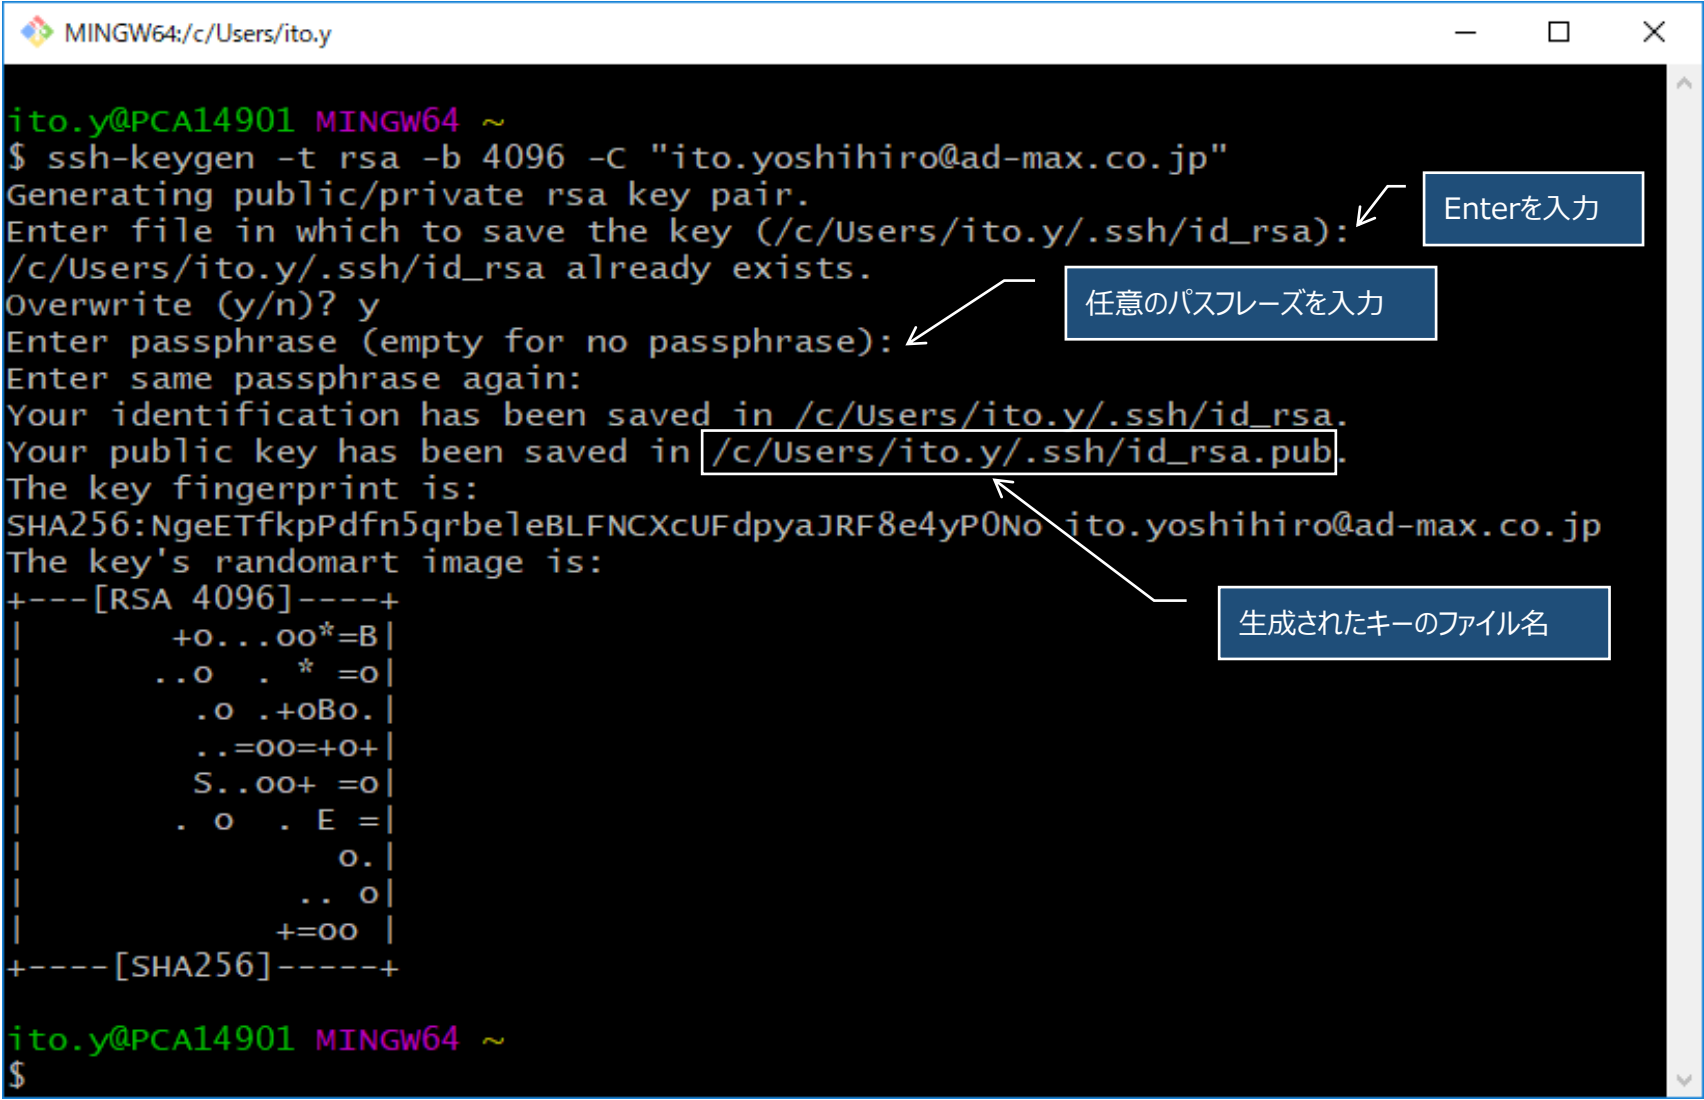 MINGW64:/c/Users/ito.y
ito.y@PCA14901 MINGW64 ~
$ ssh-keygen -t rsa -b 4096 -C "ito.yoshihiro@ad-max.co.jp"
Generating public/private rsa key pair.
Enter file in which to save the key (/c/Users/ito.y/.ssh/id_rsa):
Enterを入力
/c/Users/ito.y/.ssh/id_rsa already exists.
Overwrite (y/n)? y
任意のパスフレーズを入力
Enter passphrase (empty for no passphrase):
Enter same passphrase again:
Your identification has been saved in /c/Users/ito.y/.ssh/id_rsa.
Your public key has been saved in /c/Users/ito.y/.ssh/id_rsa.pub.
The key fingerprint is:
SHA256:NgeETfkpPdfn5qrbeleBLFNCXcUFdpyaJRF8e4yP0No ito.yoshihiro@ad-max.co.jp
The key's randomart image is:
生成されたキーのファイル名
+---[RSA 4096]----+
|        +o...oo*=B|
|       ..o  . * =o|
|         .o .+oBo.|
|         ..=oo=+o+|
|         S..oo+ =o|
|        . o  . E =|
|                o.|
|              .. o|
|             +=oo |
+----[SHA256]-----+
ito.y@PCA14901 MINGW64 ~
$